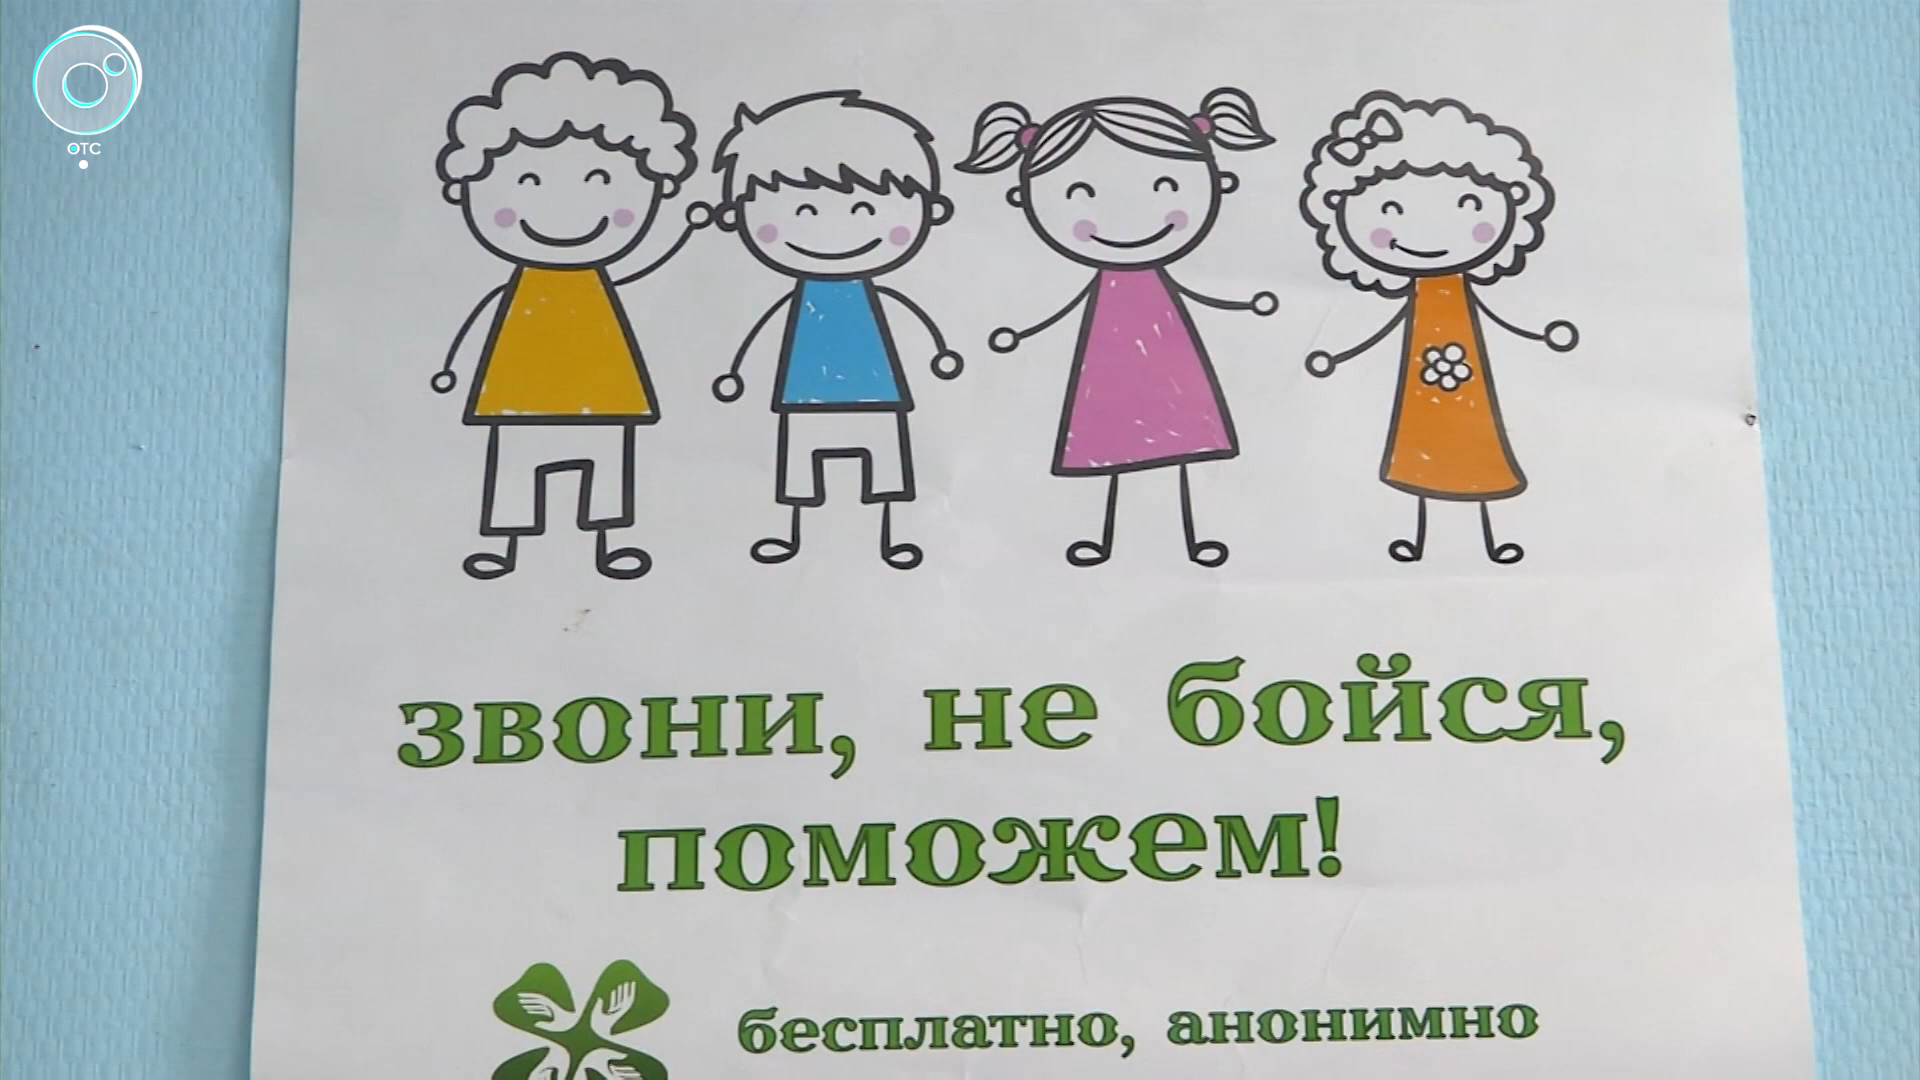 ОТС
звони, не бойся,
поможем!
бесплатно, анонимно